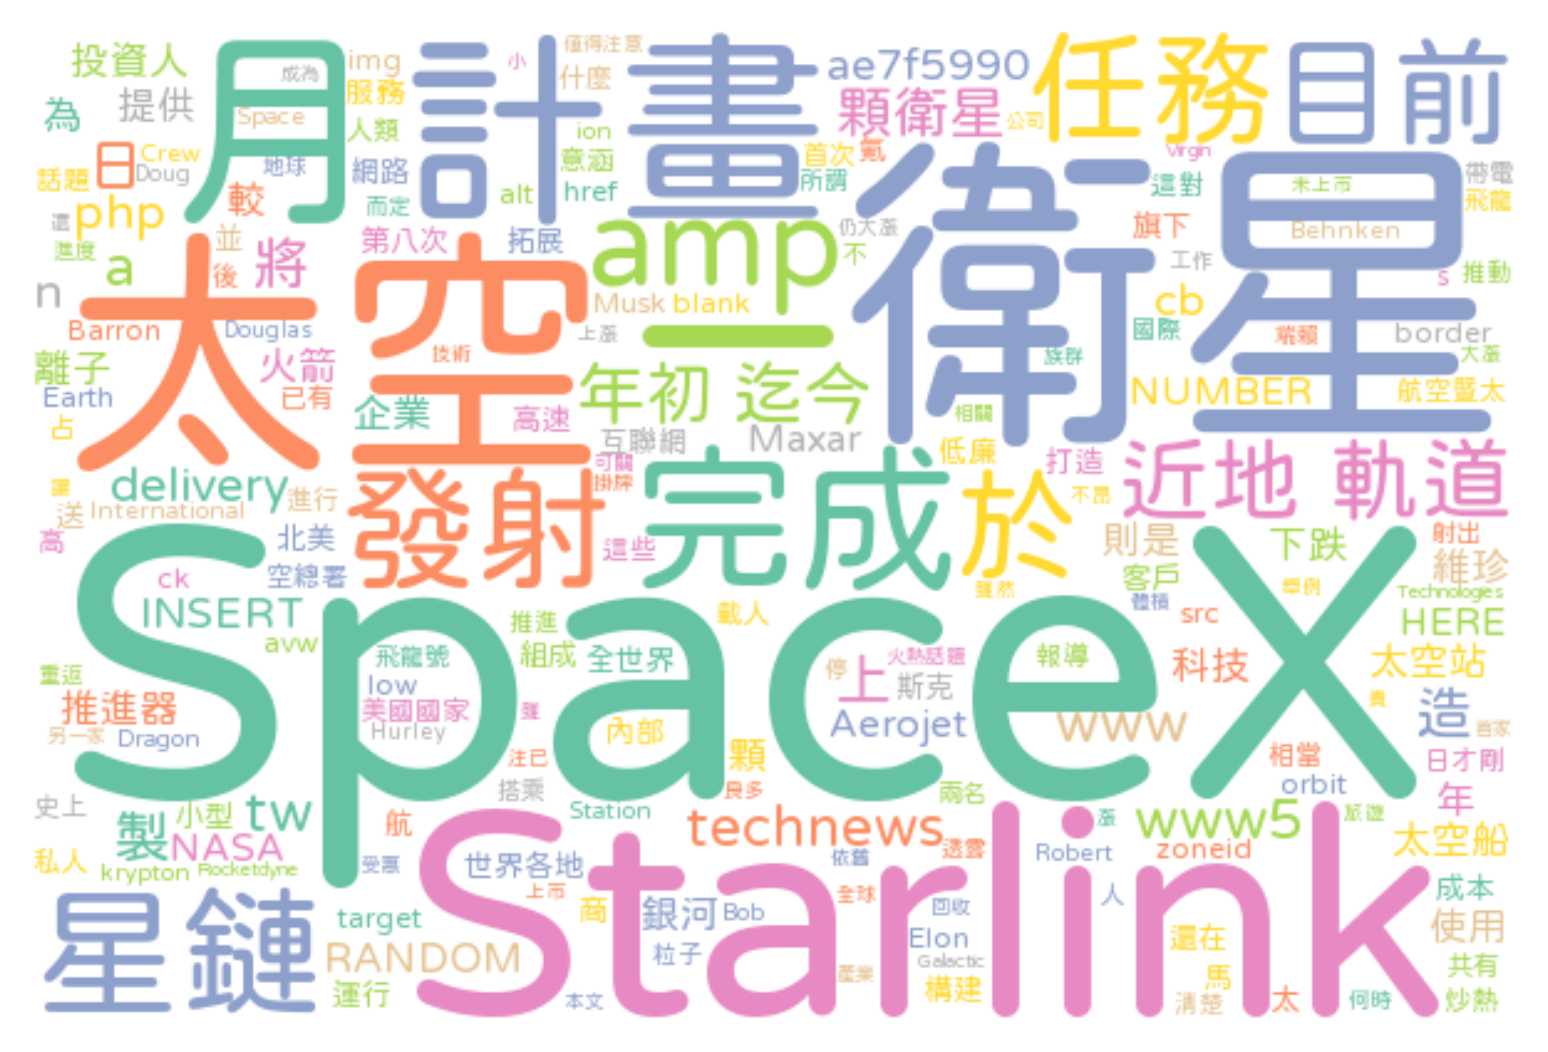 投資人
月
img
計畫
小
值得注意
ae7f5990
任務
目前
成為
什麼
為
提供
Space
服務
人類
ion
顆衛星
公司
日
Crew
Doug
話題
地球
網路
意涵
首次
氪
衛星
Virgin
這對
未上市
帶電
飛龍
較
而定
alt
href
所謂
還
php
並
第八次
拓展
amp
仍大漲
不
旗下
Behnken
進度
a
後
將
太空
Musk
blank
工作
s
推動
n
Barron
Douglas
技術
上漲
一
cb
國際
族群
端賴
border
大漲
離子
火箭
年初
迄今
Earth
已有
企業
高速
互聯網
Maxar
相關
NUMBER
航空暨太
占
低廉
可關
掛牌
打造
近地
軌道
讓
送
delivery
進行
International
發射
完成
於
不昂
高
北美
這些
則是
下跌
射出
維珍
ck
空總署
雖然
客戶
體積
舉例
Technologies
INSERT
SpaceX
推進
載人
src
HERE
avw
飛龍號
組成
全世界
停
火熱話題
報導
科技
太空站
重返
low
上
斯克
貴
推進器
美國國家
Hurley
內部
Aerojet
www
造
首家
另一家
Dragon
注已
顆
相當
日才剛
搭乘
良多
兩名
orbit
年
史上
小型
製
tw
航
Station
technews
漲
www5
旅遊
NASA
Starlink
依舊
透露
Robert
zoneid
太空船
私人
krypton
Rocketdyne
受惠
世界各地
上市
全球
人
成本
星鏈
target
商
銀河
Bob
回收
使用
RANDOM
粒子
Elon
還在
Galactic
產業
共有
運行
本文
構建
馬
清楚
太
何時
炒熱